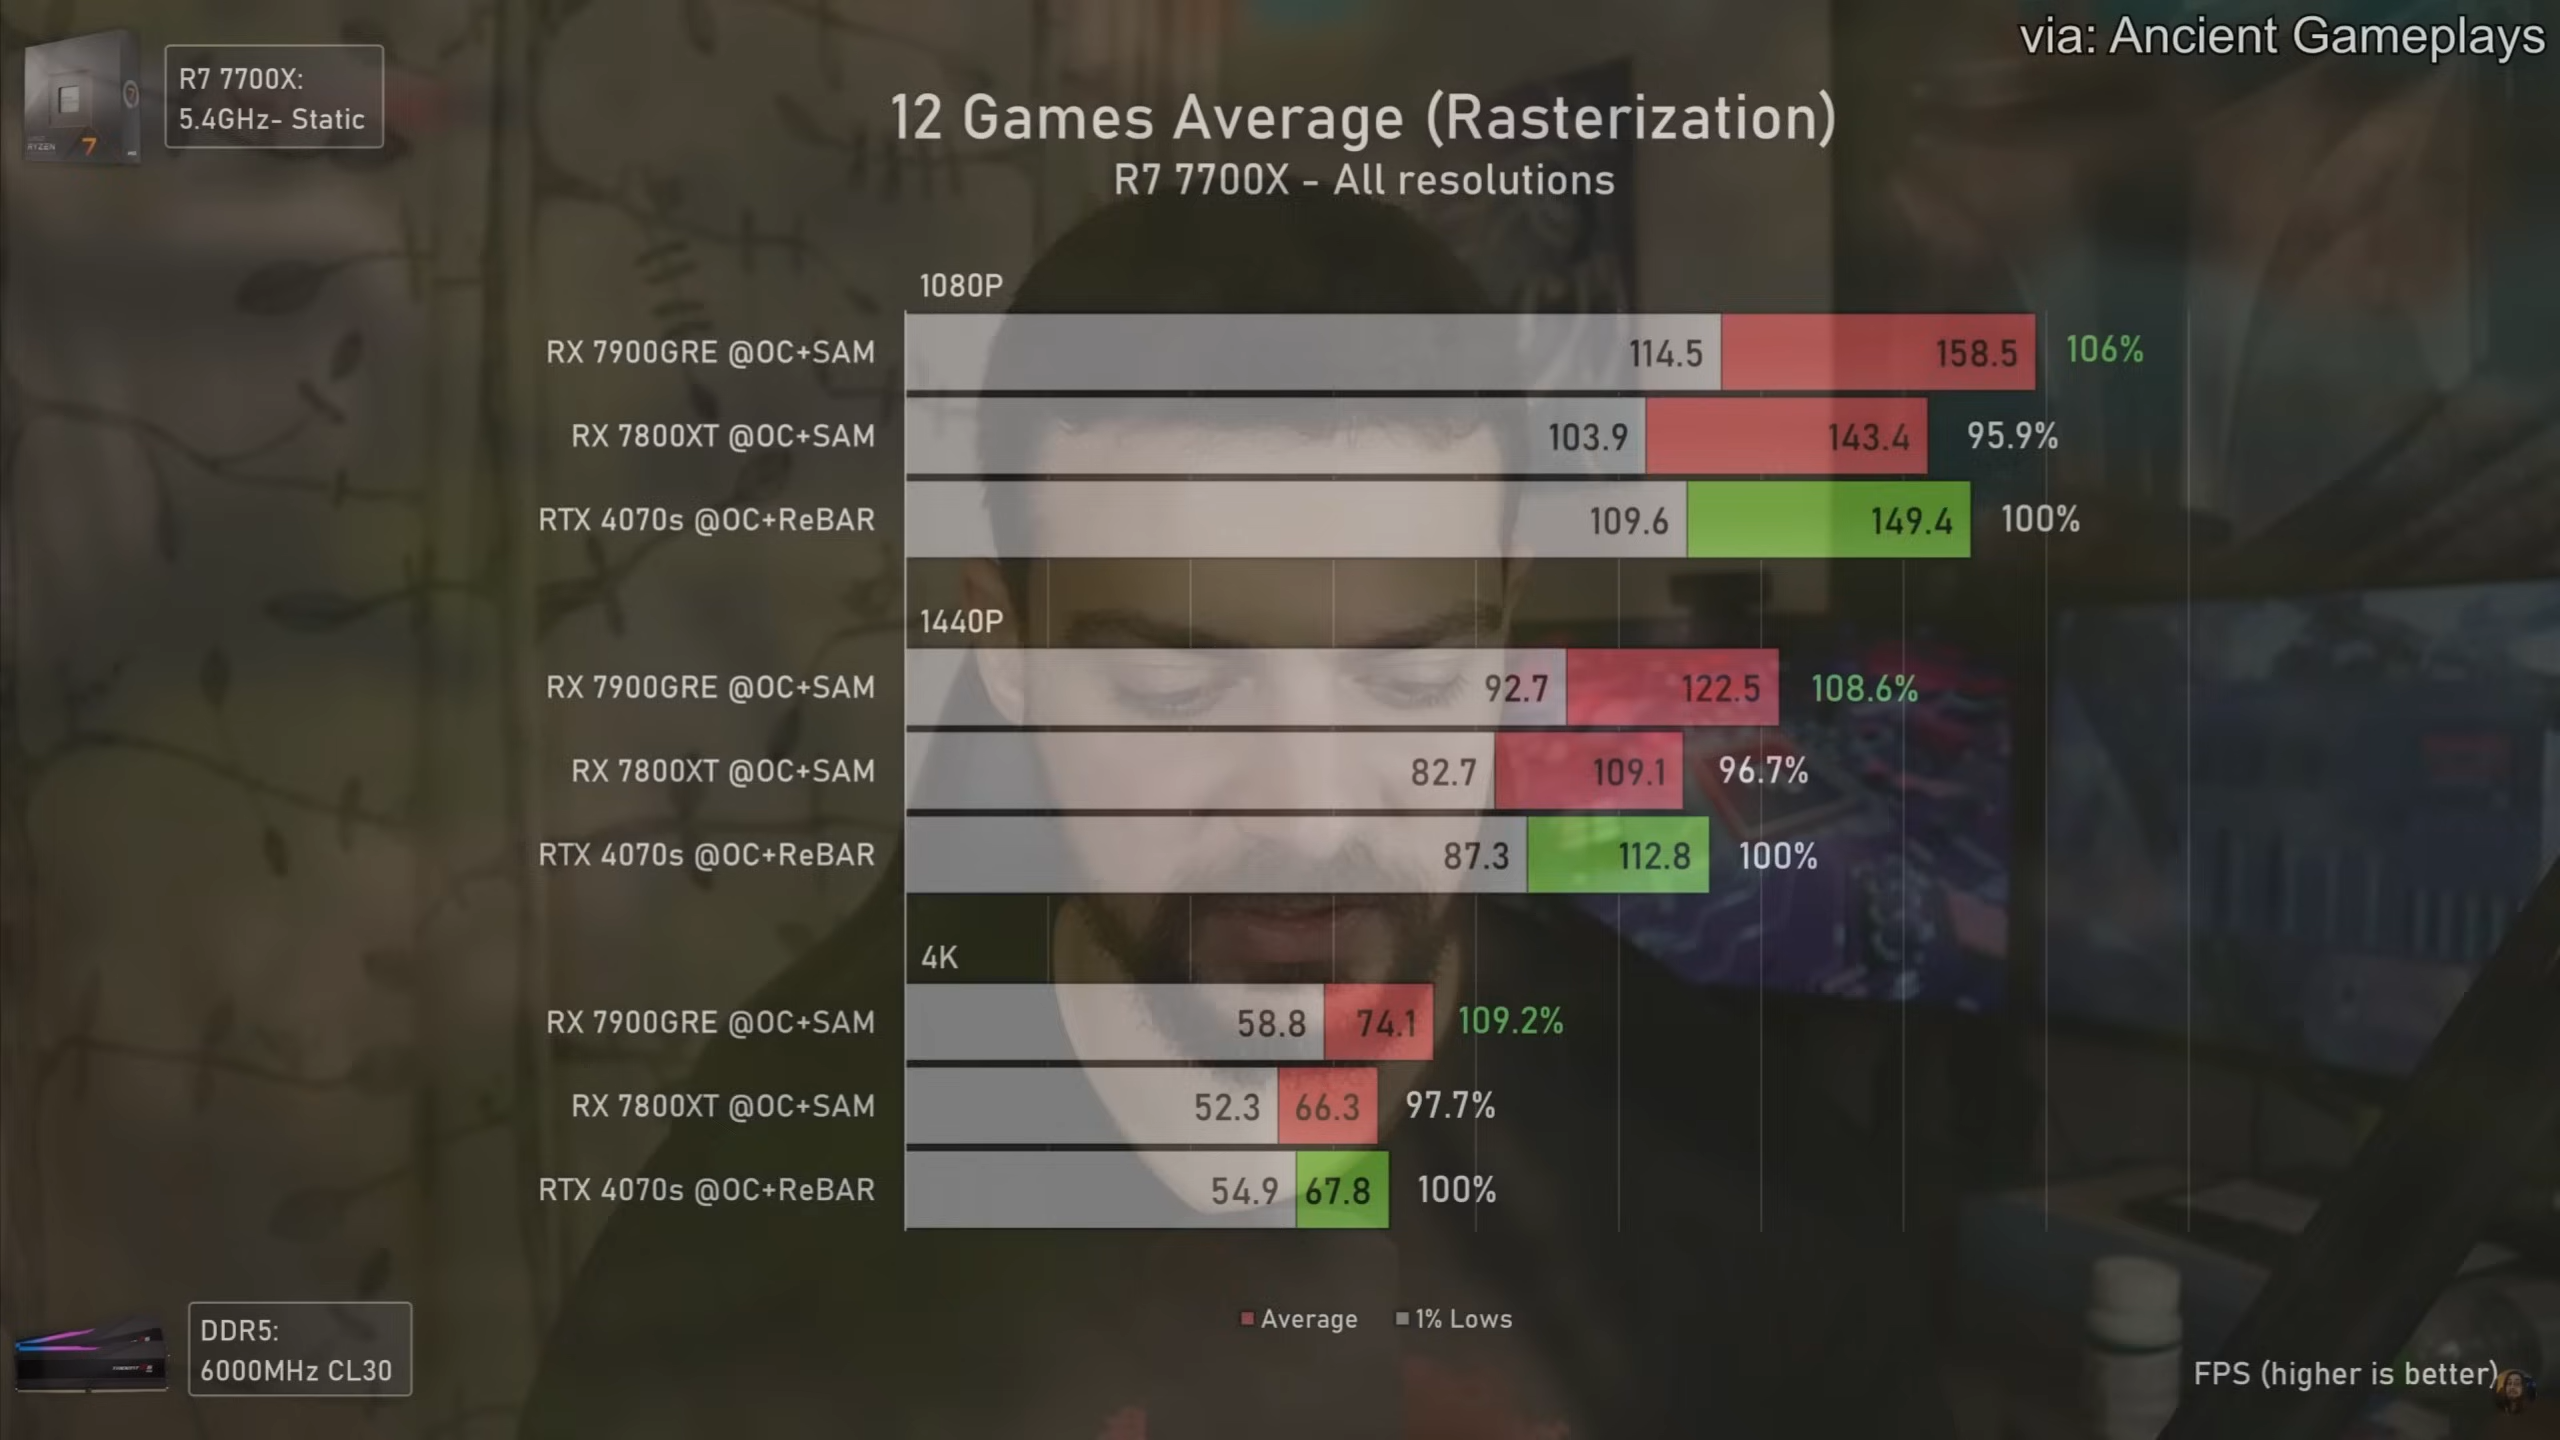 via: Ancient Gameplays
R7 7700X:
5.4GHz- Static
RYZEN 7
12 Games Average (Rasterization)
R7 7700X - All resolutions
1080P
RX 7900GRE @OC+SAM 114.5 158.5 106%
RX 7800XT @OC+SAM 103.9 143.4 95.9%
RTX 4070s @OC+ReBAR 109.6 149.4 100%
1440P
RX 7900GRE @OC+SAM 92.7 122.5 108.6%
RX 7800XT @OC+SAM 82.7 109.1 96.7%
RTX 4070s @OC+ReBAR 87.3 112.8 100%
4K
RX 7900GRE @OC+SAM 58.8 74.1 109.2%
RX 7800XT @OC+SAM 52.3 66.3 97.7%
RTX 4070s @OC+ReBAR 54.9 67.8 100%
Average 1% Lows
DDR5:
6000MHz CL30
FPS (higher is better)